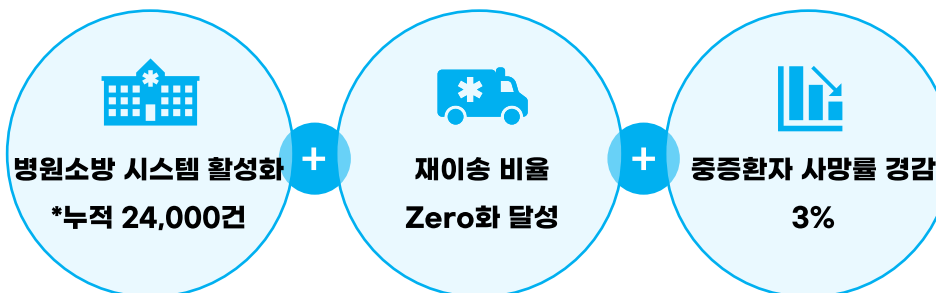 병원소방 시스템 활성화
*누적 24,000건
+
재이송 비율
Zero화 달성
+
중증환자 사망률 경감
3%